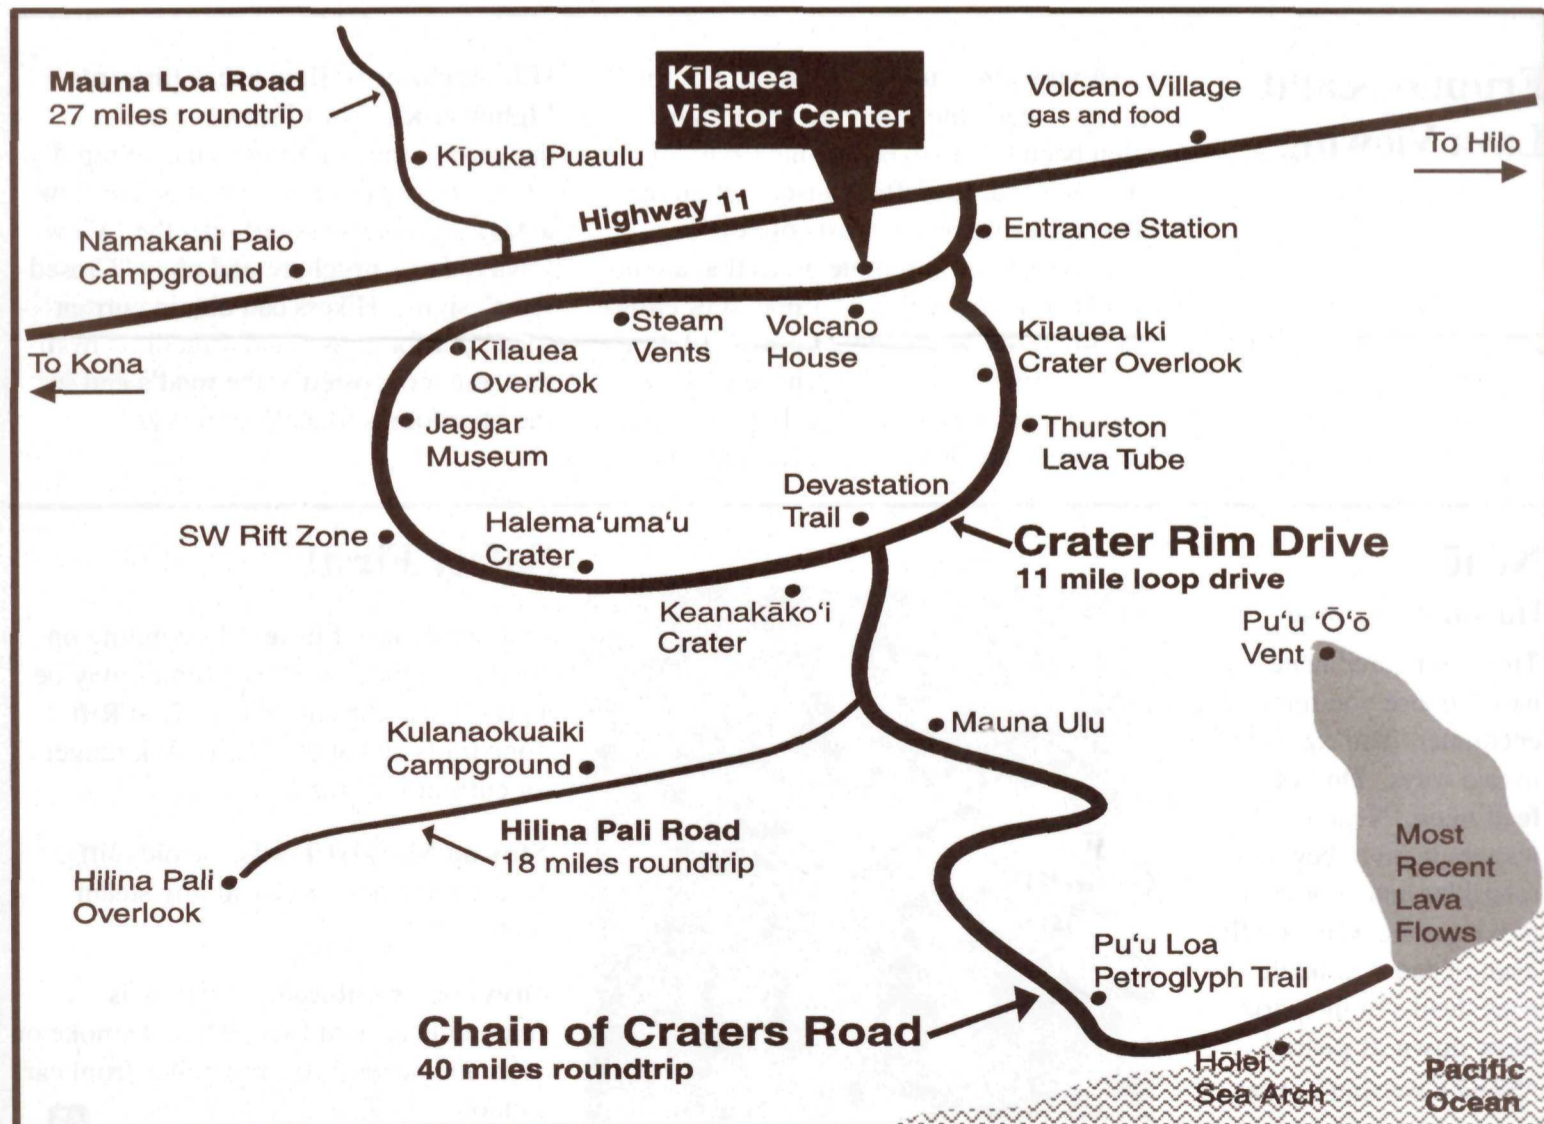 Mauna Loa Road
27 miles roundtrip
Kīpuka Puaulu
Kīlauea
Visitor Center
Volcano Village
gas and food
To Hilo
Highway 11
Entrance Station
Nāmakani Paio
Campground
To Kona
Steam
Vents
Volcano
House
Kīlauea Iki
Crater Overlook
Kīlauea
Overlook
Jaggar
Museum
Thurston
Lava Tube
Devastation
Trail
SW Rift Zone
Halema‘uma‘u
Crater
Crater Rim Drive
11 mile loop drive
Keanakāko‘i
Crater
Pu‘u ‘Ō‘ō
Vent
Mauna Ulu
Kulanaokuaiki
Campground
Hilina Pali Road
18 miles roundtrip
Hilina Pali
Overlook
Most
Recent
Lava
Flows
Pu‘u Loa
Petroglyph Trail
Chain of Craters Road
40 miles roundtrip
Hōlei
Sea Arch
Pacific
Ocean